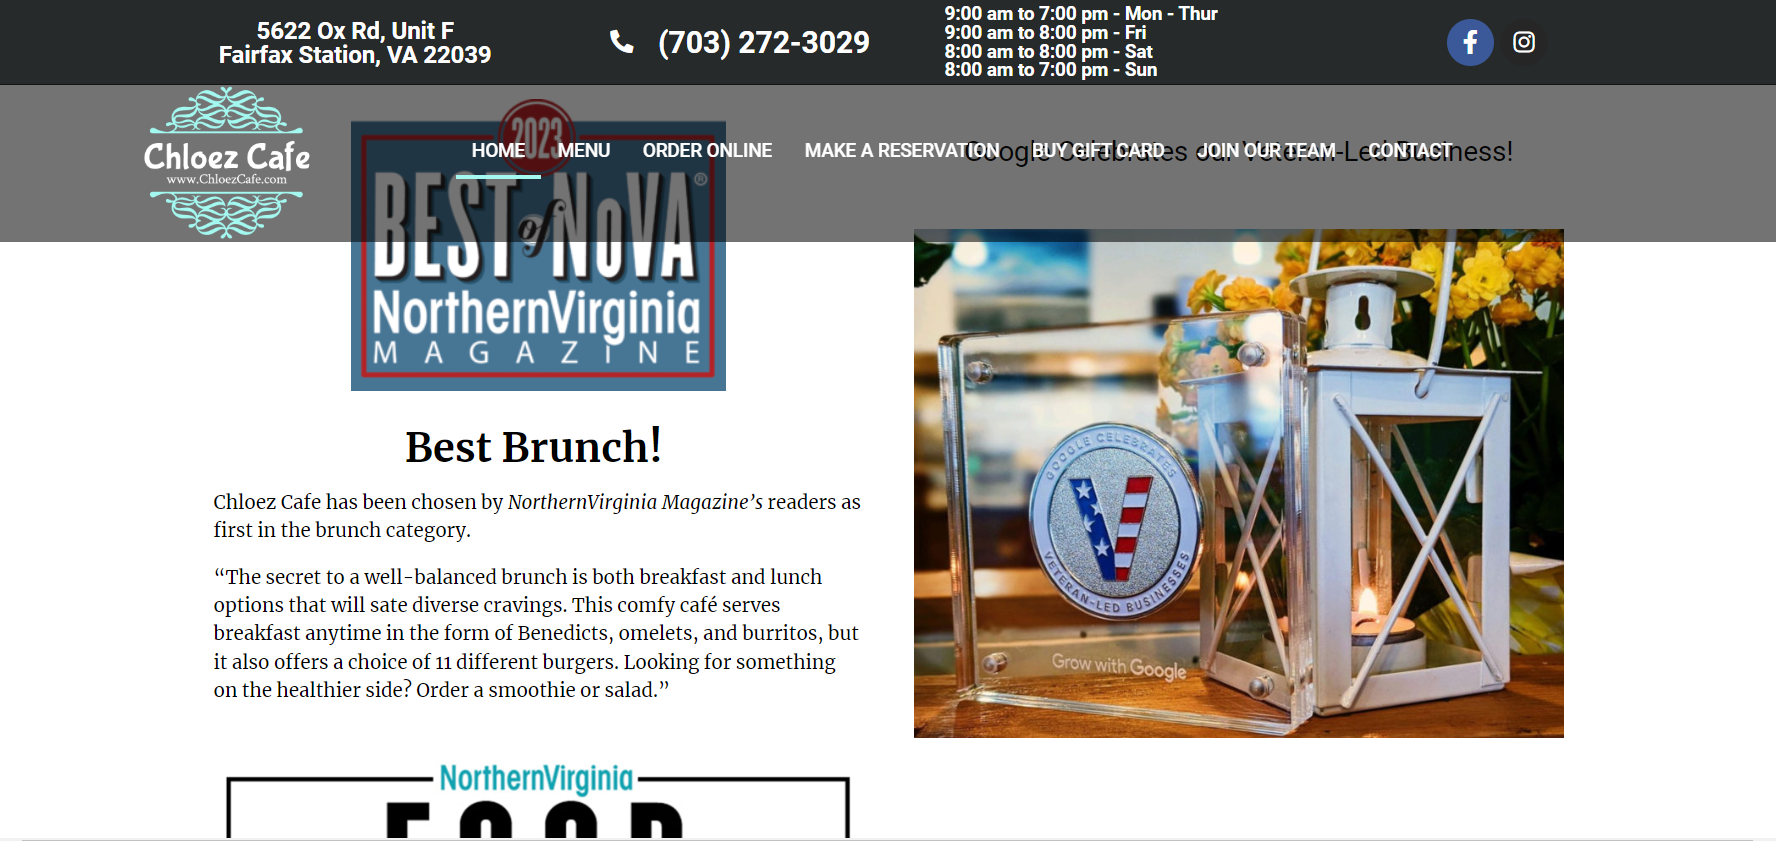 5622 Ox Rd, Unit F
Fairfax Station, VA 22039
(703) 272-3029
9:00 am to 7:00 pm - Mon - Thur
9:00 am to 8:00 pm - Fri
8:00 am to 8:00 pm - Sat
8:00 am to 7:00 pm - Sun
Chloez Cafe
www.ChloezCafe.com
HOME MENU ORDER ONLINE MAKE A RESERVATION BUY GIFT CARD JOIN OUR TEAM CONTACT
2023
BEST of NoVA®
NorthernVirginia
MAGAZINE
Google Celebrates our Veteran-Led Business!
Best Brunch!
Chloez Cafe has been chosen by NorthernVirginia Magazine’s readers as
first in the brunch category.
“The secret to a well-balanced brunch is both breakfast and lunch
options that will sate diverse cravings. This comfy café serves
breakfast anytime in the form of Benedicts, omelets, and burritos, but
it also offers a choice of 11 different burgers. Looking for something
on the healthier side? Order a smoothie or salad.”
GOOGLE CELEBRATES
V
VETERAN-LED BUSINESSES
Grow with Google
NorthernVirginia